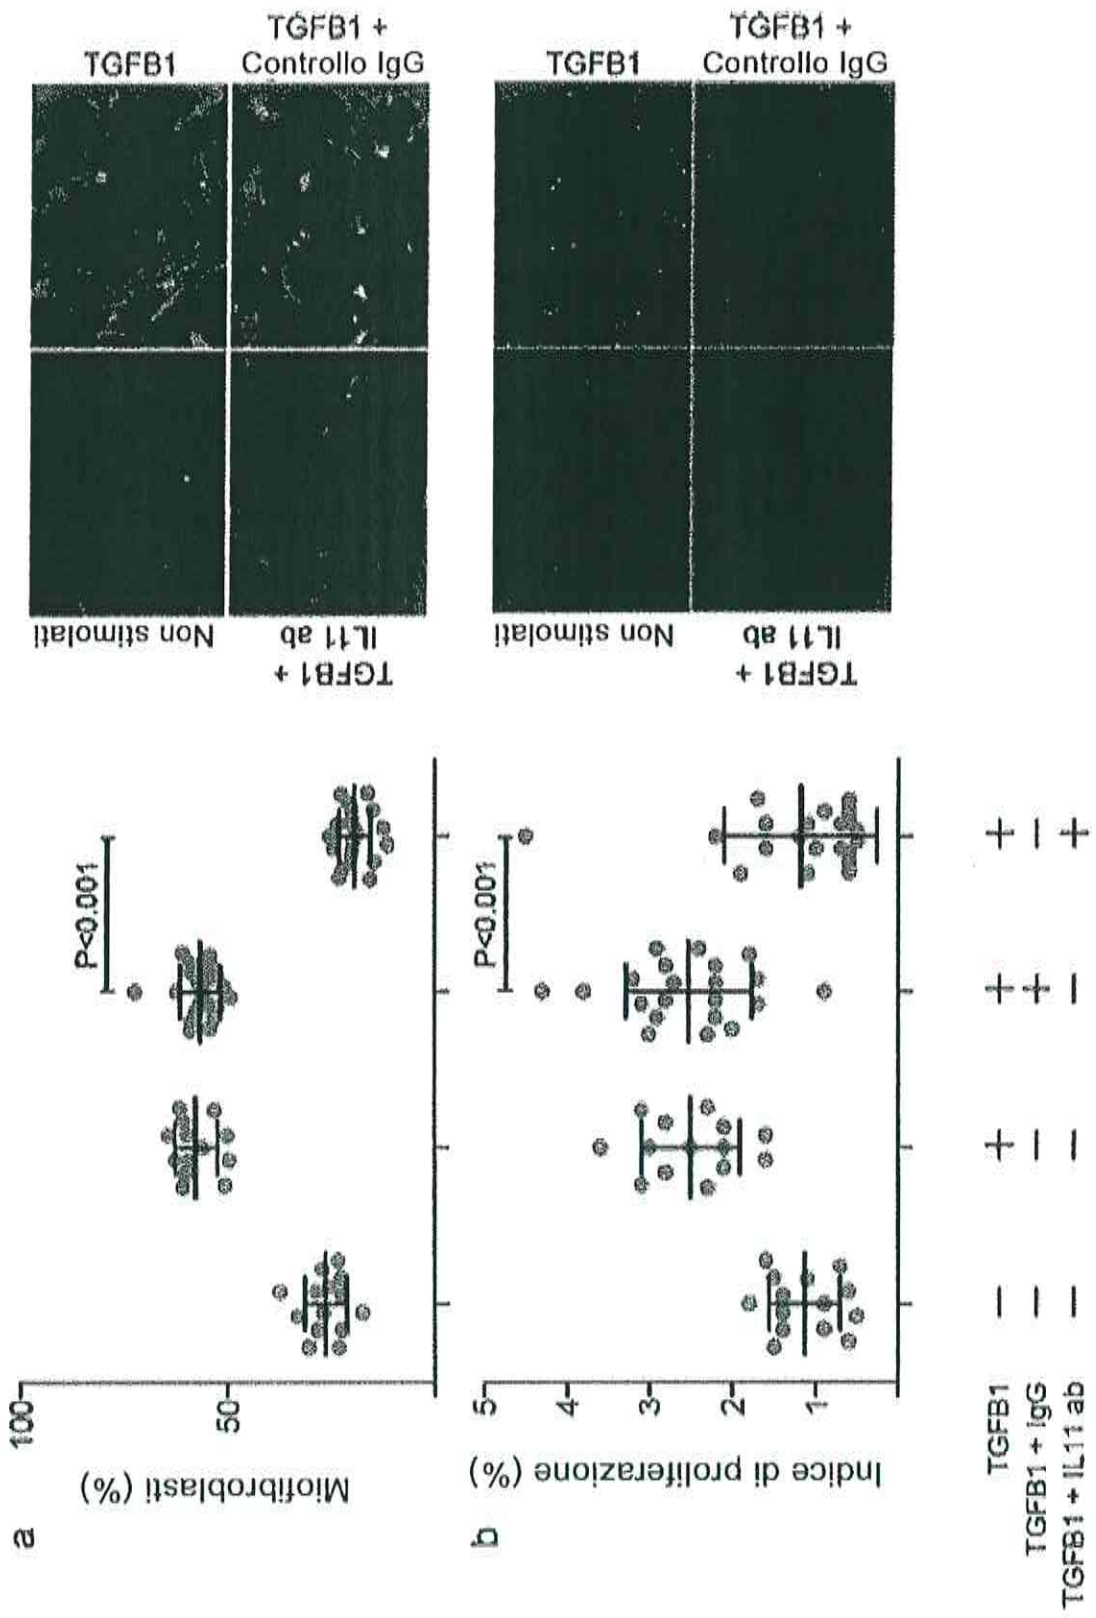 a
Miofibroblasti (%)
100
50
P<0.001
Non stimolati
TGFB1 +
IL11 ab
TGFB1
TGFB1 +
Controllo IgG
b
Indice di proliferazione (%)
5
4
3
2
1
P<0.001
Non stimolati
TGFB1 +
IL11 ab
TGFB1
TGFB1 +
Controllo IgG
TGFB1 − + + +
TGFB1 + IgG − − + −
TGFB1 + IL11 ab − − − +